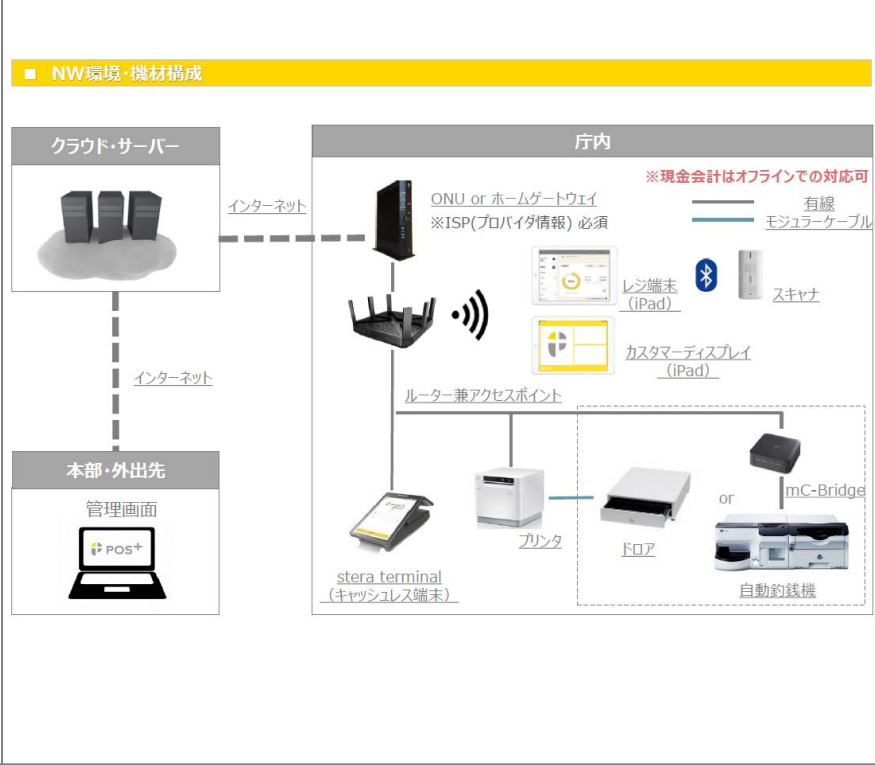 ■ NW環境・機材構成
クラウド・サーバー
庁内
※現金会計はオフラインでの対応可
インターネット
ONU or ホームゲートウェイ
※ISP(プロバイダ情報) 必須
有線
モジュラーケーブル
レジ端末
(iPad)
スキャナ
カスタマーディスプレイ
(iPad)
インターネット
ルーター兼アクセスポイント
本部・外出先
管理画面
POS+
stera terminal
(キャッシュレス端末)
プリンタ
ドロア
or
mC-Bridge
自動釣銭機